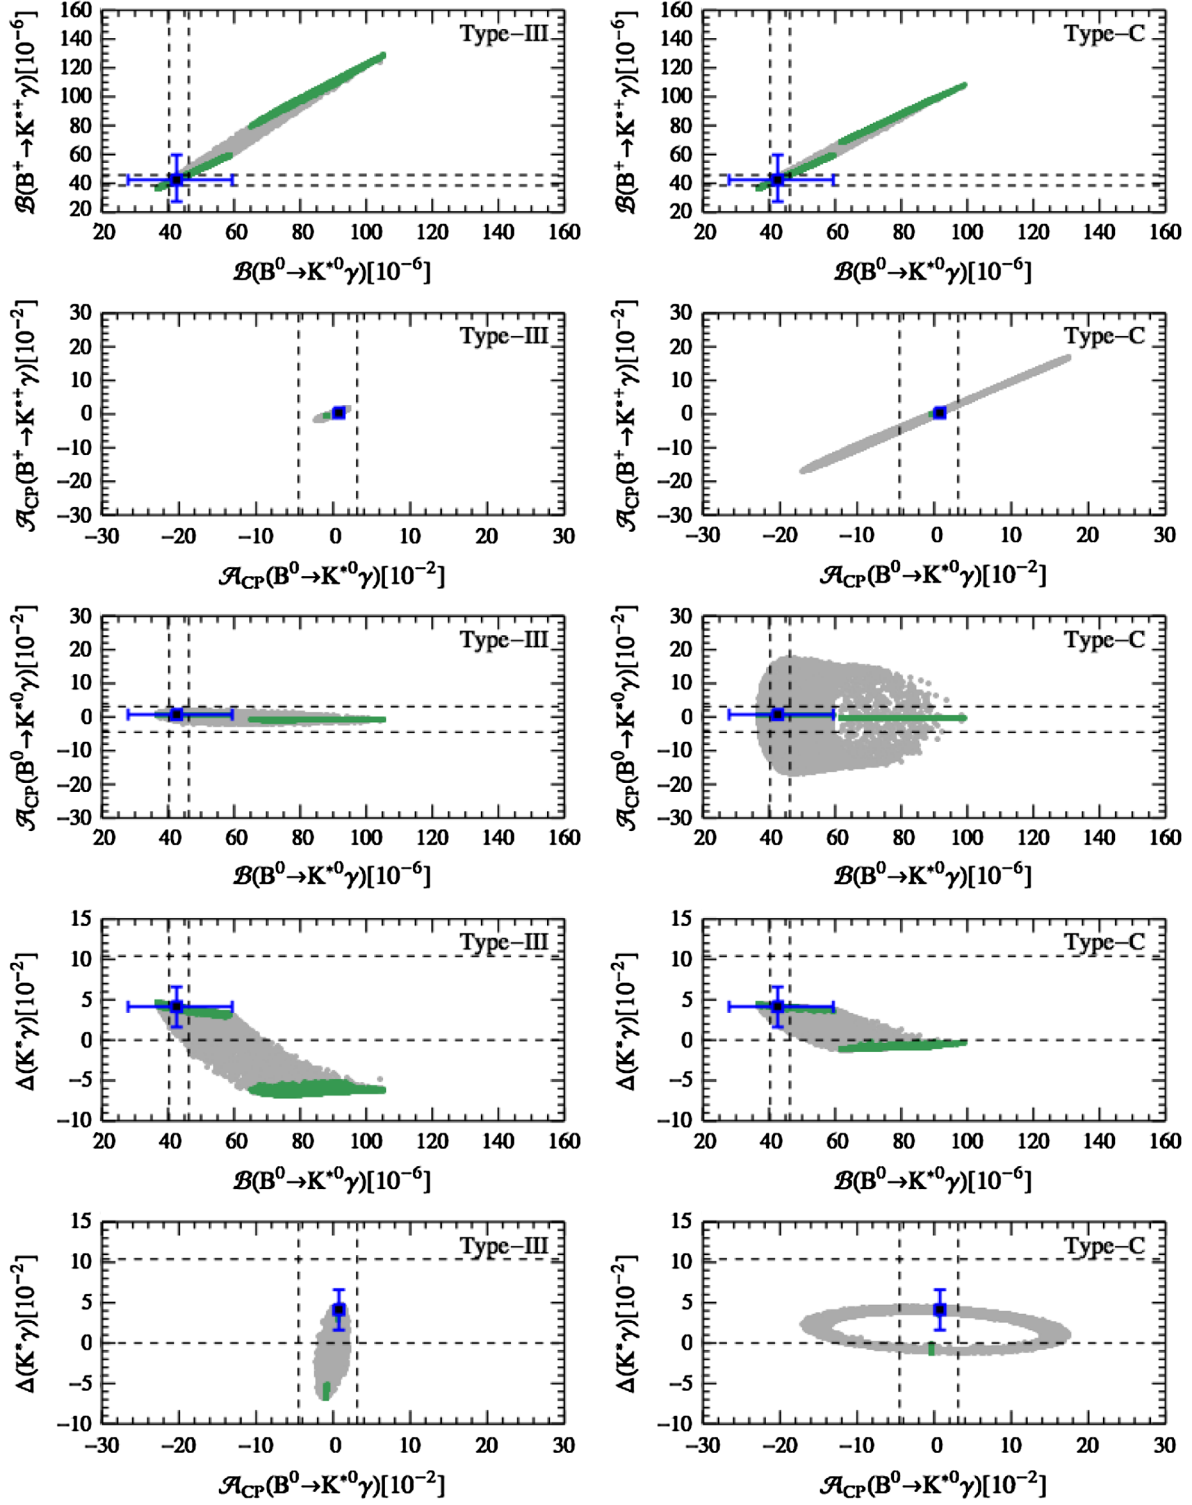 160
140
120
100
80
60
40
20
ℬ(B⁺→K*⁺γ)[10⁻⁶]
Type−III
20 40 60 80 100 120 140 160
ℬ(B⁰→K*⁰γ)[10⁻⁶]
160
140
120
100
80
60
40
20
ℬ(B⁺→K*⁺γ)[10⁻⁶]
Type−C
20 40 60 80 100 120 140 160
ℬ(B⁰→K*⁰γ)[10⁻⁶]
30
20
10
0
−10
−20
−30
𝒜CP(B⁺→K*⁺γ)[10⁻²]
Type−III
−30 −20 −10 0 10 20 30
𝒜CP(B⁰→K*⁰γ)[10⁻²]
30
20
10
0
−10
−20
−30
𝒜CP(B⁺→K*⁺γ)[10⁻²]
Type−C
−30 −20 −10 0 10 20 30
𝒜CP(B⁰→K*⁰γ)[10⁻²]
30
20
10
0
−10
−20
−30
𝒜CP(B⁰→K*⁰γ)[10⁻²]
Type−III
20 40 60 80 100 120 140 160
ℬ(B⁰→K*⁰γ)[10⁻⁶]
30
20
10
0
−10
−20
−30
𝒜CP(B⁰→K*⁰γ)[10⁻²]
Type−C
20 40 60 80 100 120 140 160
ℬ(B⁰→K*⁰γ)[10⁻⁶]
15
10
5
0
−5
−10
Δ(K*γ)[10⁻²]
Type−III
20 40 60 80 100 120 140 160
ℬ(B⁰→K*⁰γ)[10⁻⁶]
15
10
5
0
−5
−10
Δ(K*γ)[10⁻²]
Type−C
20 40 60 80 100 120 140 160
ℬ(B⁰→K*⁰γ)[10⁻⁶]
15
10
5
0
−5
−10
Δ(K*γ)[10⁻²]
Type−III
−30 −20 −10 0 10 20 30
𝒜CP(B⁰→K*⁰γ)[10⁻²]
15
10
5
0
−5
−10
Δ(K*γ)[10⁻²]
Type−C
−30 −20 −10 0 10 20 30
𝒜CP(B⁰→K*⁰γ)[10⁻²]